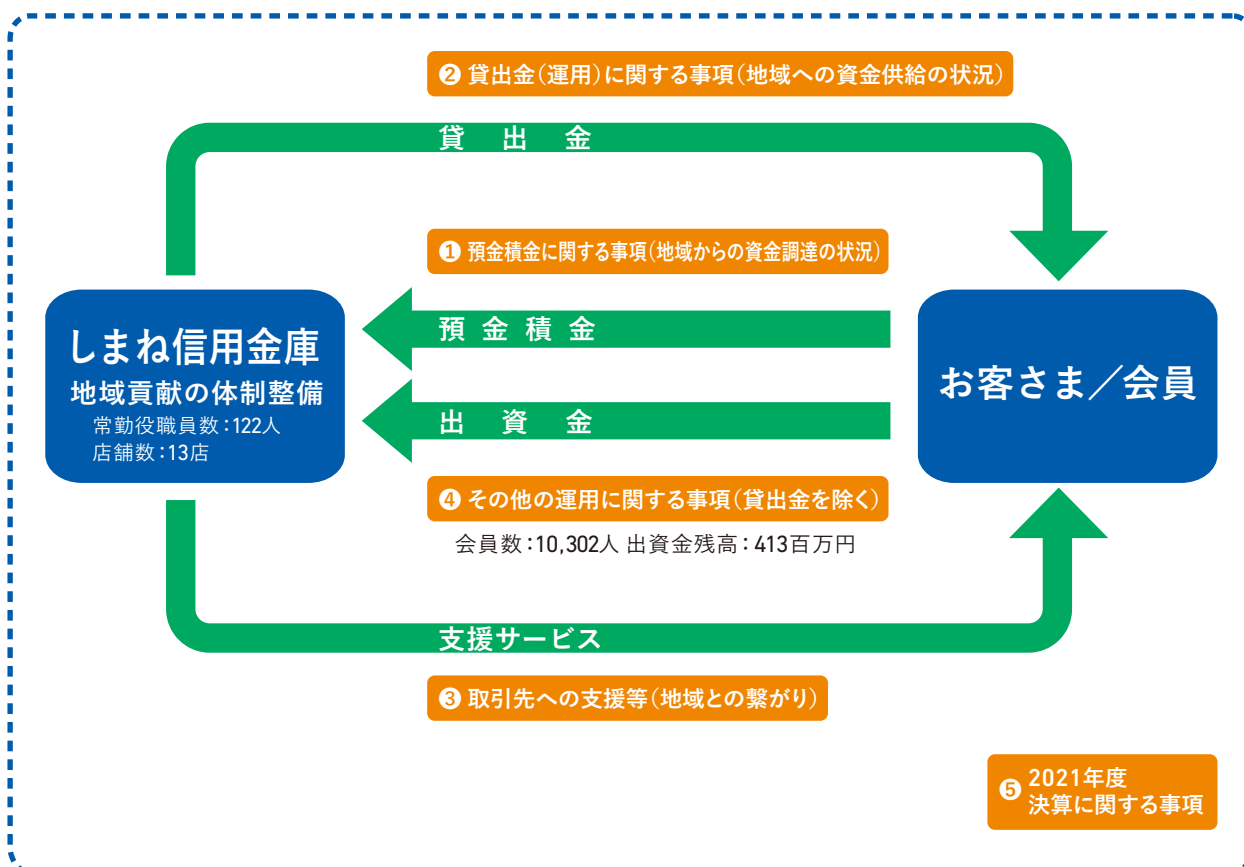 ❷ 貸出金(運用)に関する事項(地域への資金供給の状況)
貸出金
❶ 預金積金に関する事項(地域からの資金調達の状況)
しまね信用金庫
地域貢献の体制整備
常勤役職員数:122人
店舗数:13店
預金積金
出資金
お客さま/会員
❹ その他の運用に関する事項(貸出金を除く)
会員数:10,302人 出資金残高:413百万円
支援サービス
❸ 取引先への支援等(地域との繋がり)
❺ 2021年度
決算に関する事項